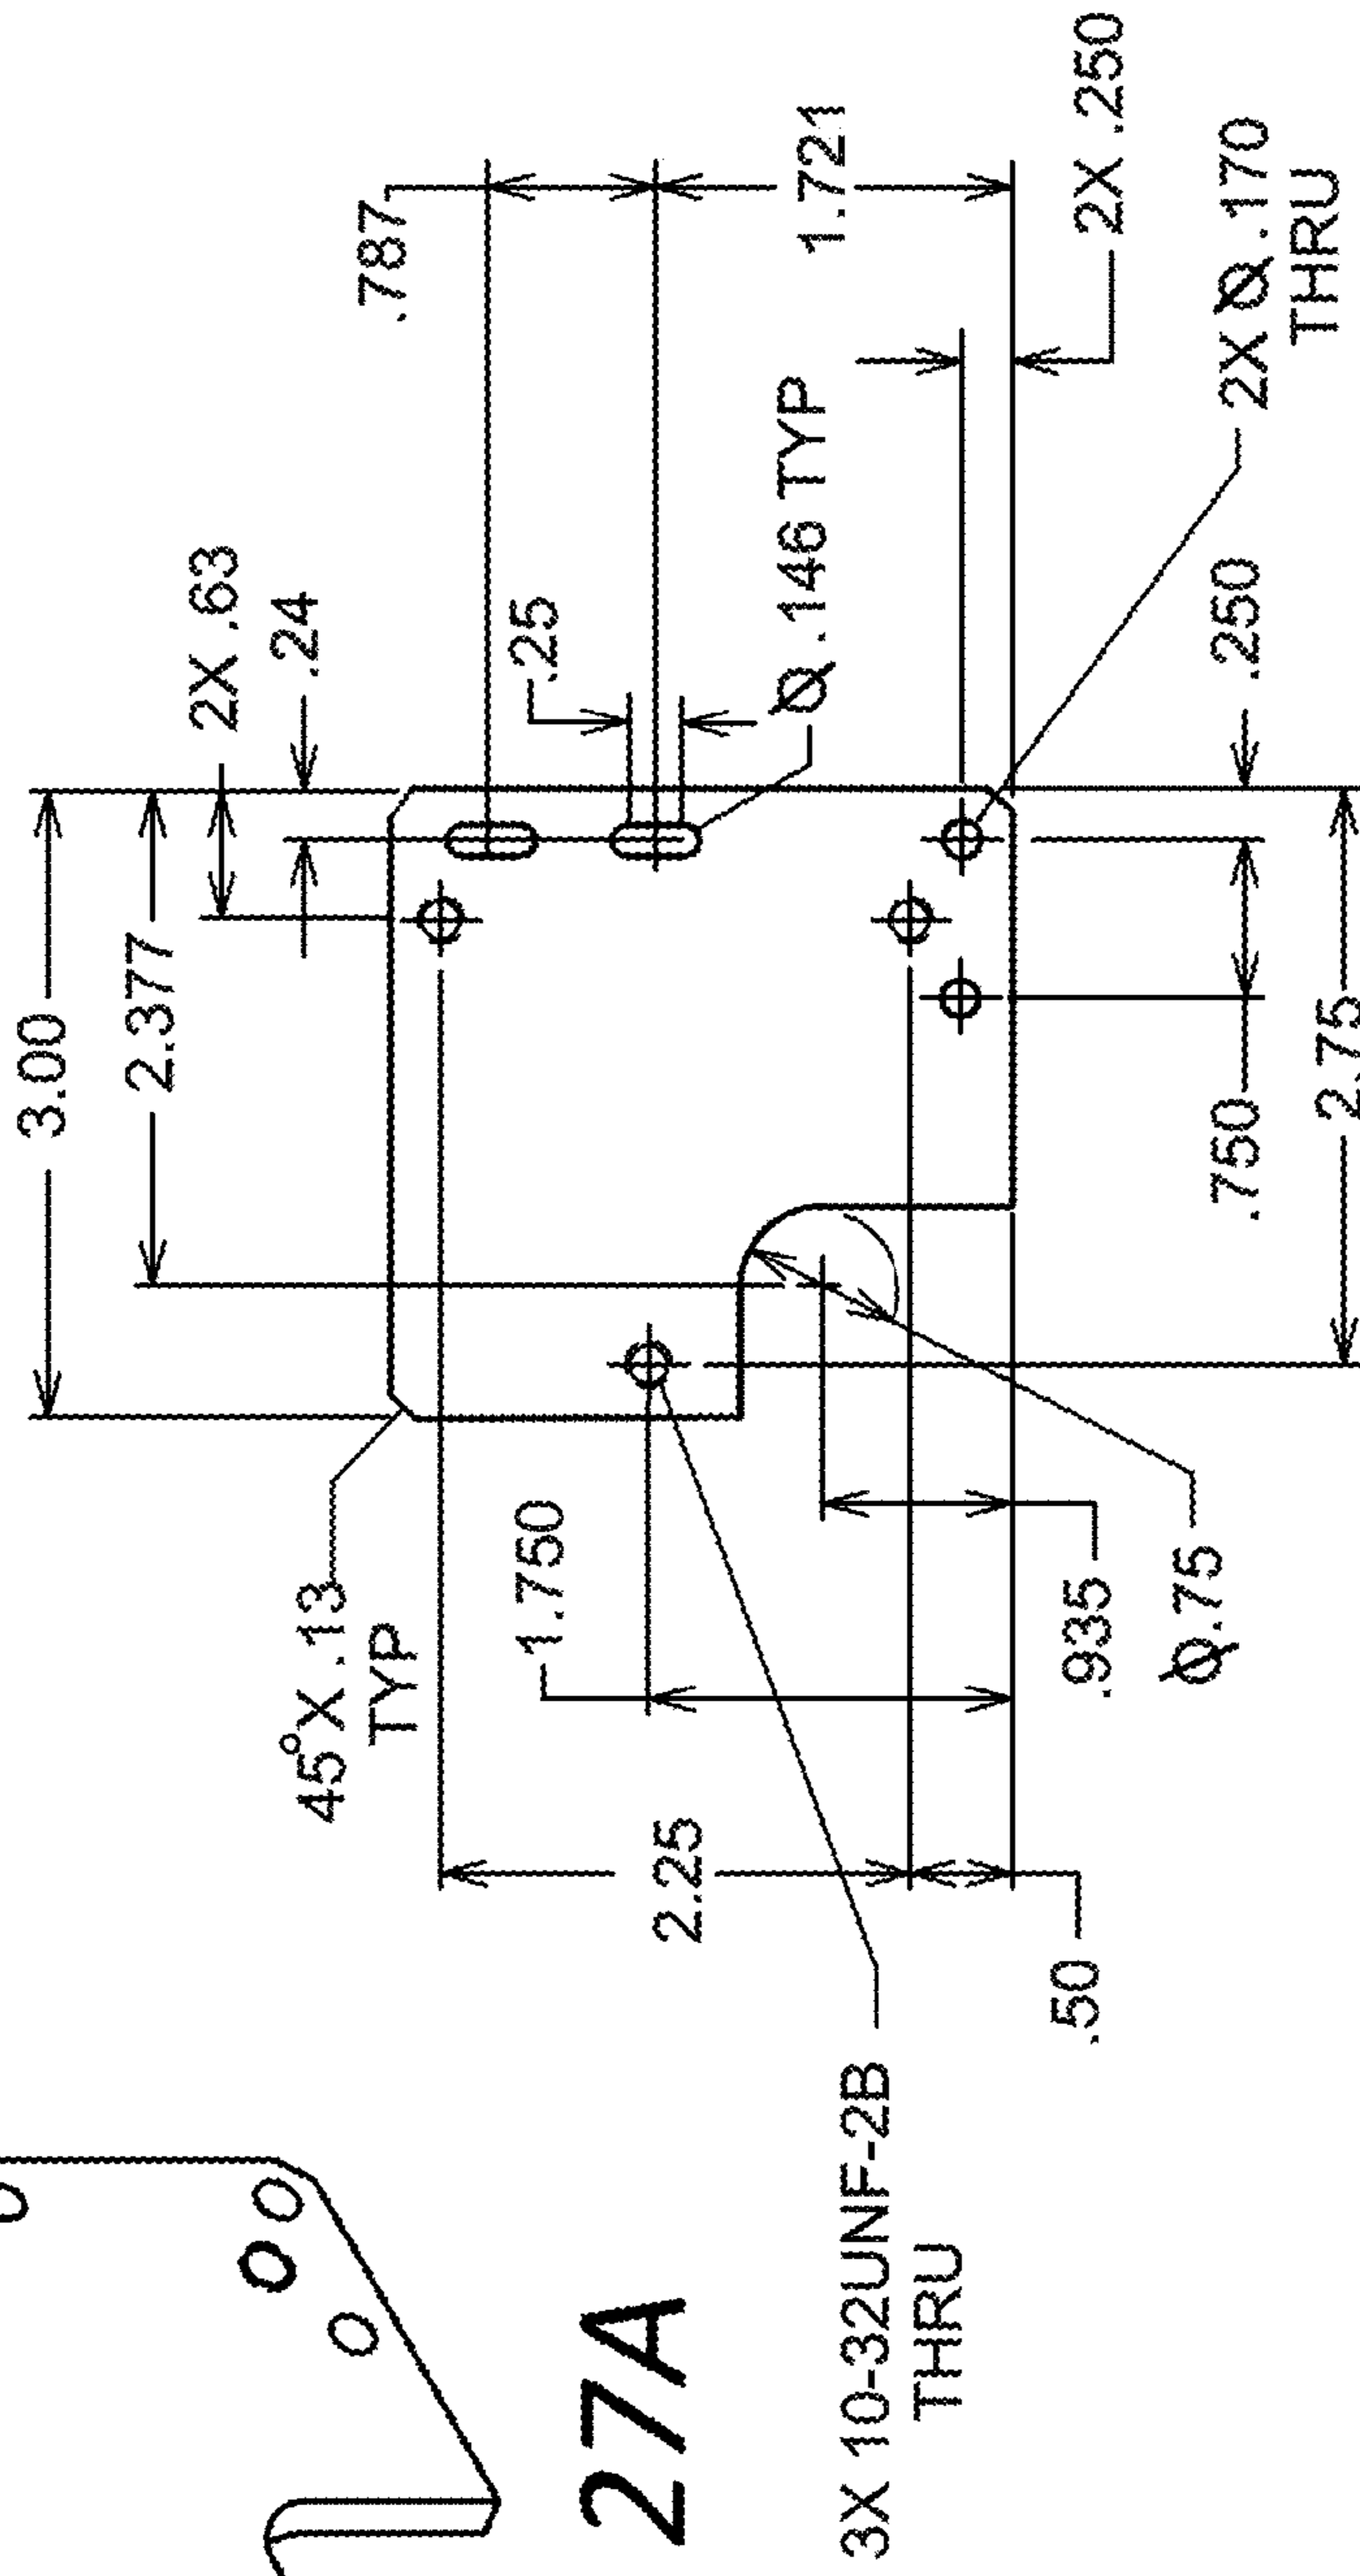 3.00
2.377
2X .63
.24
45°X .13
TYP
.787
1.750
.25
27A
2.25
Ø.146 TYP
1.721
3X 10-32UNF-2B
THRU
.50
.935
2X .250
Ø.75
.750
.250
2X Ø.170
THRU
2.75